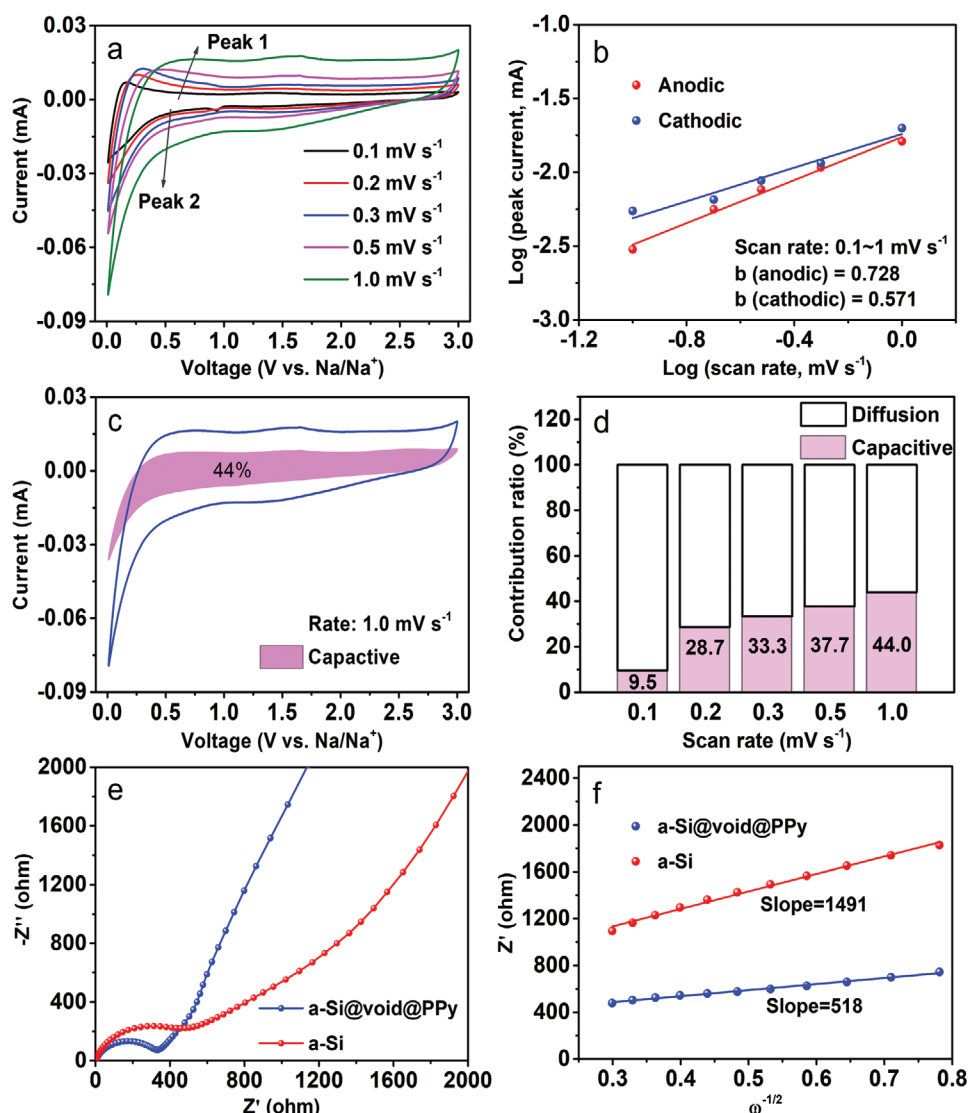 a
Peak 1
Peak 2
0.1 mV s⁻¹
0.2 mV s⁻¹
0.3 mV s⁻¹
0.5 mV s⁻¹
1.0 mV s⁻¹
0.03
0.00
-0.03
-0.06
-0.09
Current (mA)
0.0 0.5 1.0 1.5 2.0 2.5 3.0
Voltage (V vs. Na/Na⁺)
b
Anodic
Cathodic
Scan rate: 0.1~1 mV s⁻¹
b (anodic) = 0.728
b (cathodic) = 0.571
-1.0
-1.5
-2.0
-2.5
-3.0
Log (peak current, mA)
-1.2 -0.8 -0.4 0.0
Log (scan rate, mV s⁻¹)
c
44%
Rate: 1.0 mV s⁻¹
Capactive
0.03
0.00
-0.03
-0.06
-0.09
Current (mA)
0.0 0.5 1.0 1.5 2.0 2.5 3.0
Voltage (V vs. Na/Na⁺)
d
Diffusion
Capacitive
120
100
80
60
40
20
0
Contribution ratio (%)
9.5 28.7 33.3 37.7 44.0
0.1 0.2 0.3 0.5 1.0
Scan rate (mV s⁻¹)
e
a-Si@void@PPy
a-Si
2000
1600
1200
800
400
0
-Z'' (ohm)
0 400 800 1200 1600 2000
Z' (ohm)
f
a-Si@void@PPy
a-Si
Slope=1491
Slope=518
2400
2000
1600
1200
800
400
0
Z' (ohm)
0.3 0.4 0.5 0.6 0.7 0.8
ω⁻¹/²